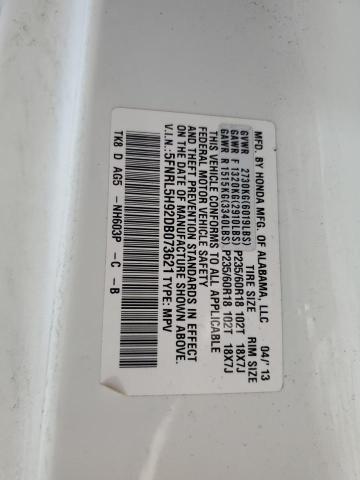 MFD. BY HONDA MFG. OF ALABAMA, LLC 04/'13
GVWR 2730KG(6019LBS) TIRE SIZE RIM SIZE
GAWR F 1320KG(2910LBS) P235/60R18 102T 18X7J
GAWR R 1515KG(3340LBS) P235/60R18 102T 18X7J
THIS VEHICLE CONFORMS TO ALL APPLICABLE
FEDERAL MOTOR VEHICLE SAFETY
AND THEFT PREVENTION STANDARDS IN EFFECT
ON THE DATE OF MANUFACTURE SHOWN ABOVE.
V.I.N.:5FNRL5H92DB073621 TYPE: MPV
TK8 D AG5 -NH603P -C -B